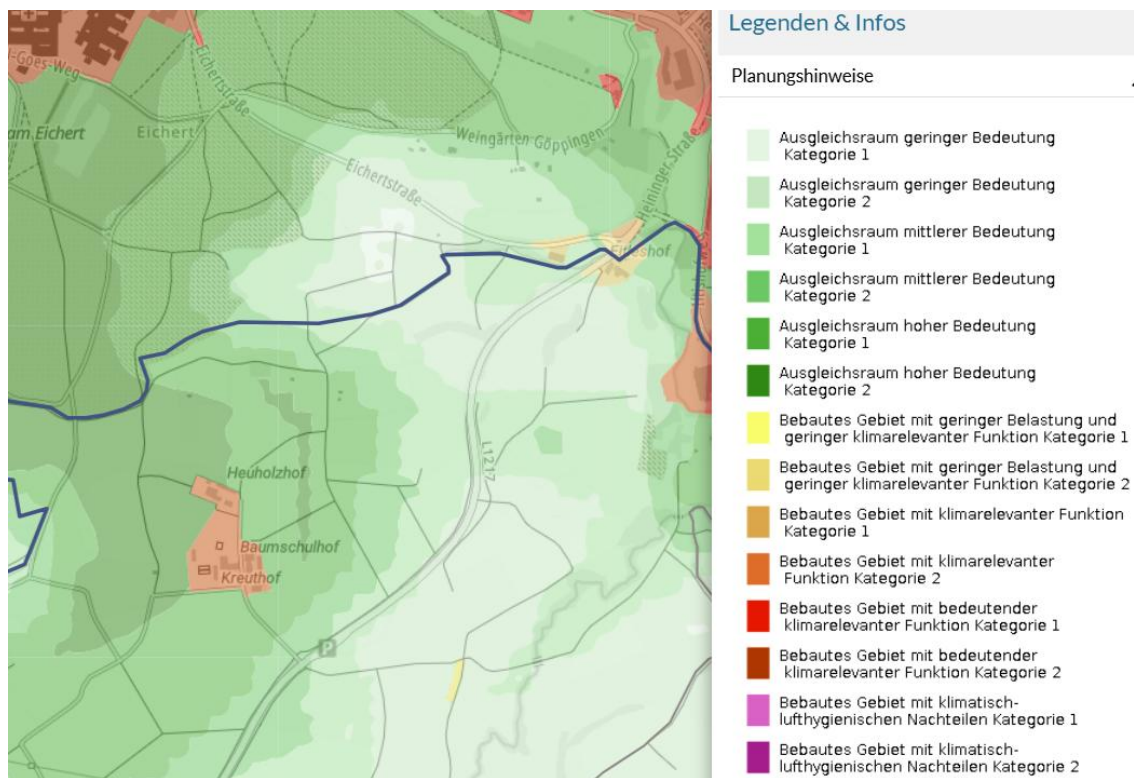 -Goes-Weg
am Eichert
Eichert
Eichertstraße
Weingärten Göppingen
Eichertstraße
Heininger Straße
Eitleshof
L1217
Heuholzhof
Baumschulhof
Kreuthof
P
Legenden & Infos
Planungshinweise
Ausgleichsraum geringer Bedeutung
Kategorie 1
Ausgleichsraum geringer Bedeutung
Kategorie 2
Ausgleichsraum mittlerer Bedeutung
Kategorie 1
Ausgleichsraum mittlerer Bedeutung
Kategorie 2
Ausgleichsraum hoher Bedeutung
Kategorie 1
Ausgleichsraum hoher Bedeutung
Kategorie 2
Bebautes Gebiet mit geringer Belastung und
geringer klimarelevanter Funktion Kategorie 1
Bebautes Gebiet mit geringer Belastung und
geringer klimarelevanter Funktion Kategorie 2
Bebautes Gebiet mit klimarelevanter Funktion
Kategorie 1
Bebautes Gebiet mit klimarelevanter
Funktion Kategorie 2
Bebautes Gebiet mit bedeutender
klimarelevanter Funktion Kategorie 1
Bebautes Gebiet mit bedeutender
klimarelevanter Funktion Kategorie 2
Bebautes Gebiet mit klimatisch-
lufthygienischen Nachteilen Kategorie 1
Bebautes Gebiet mit klimatisch-
lufthygienischen Nachteilen Kategorie 2